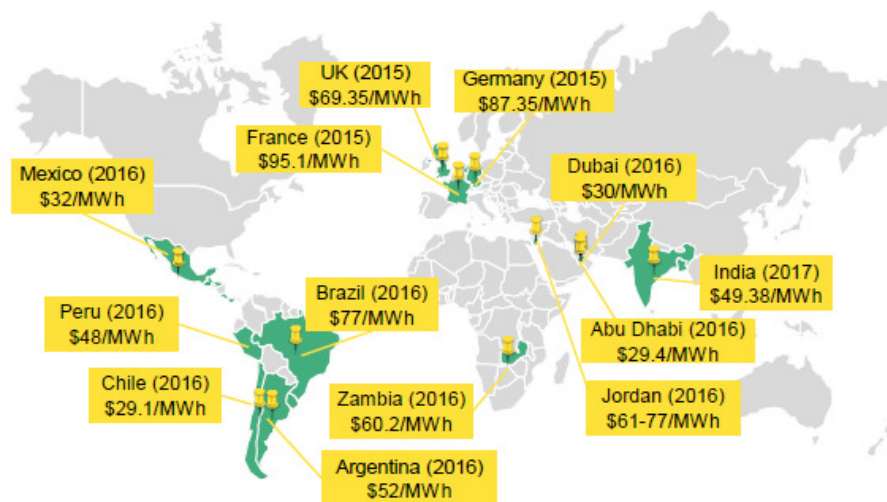 UK (2015)
$69.35/MWh
Germany (2015)
$87.35/MWh
France (2015)
$95.1/MWh
Mexico (2016)
$32/MWh
Dubai (2016)
$30/MWh
India (2017)
$49.38/MWh
Peru (2016)
$48/MWh
Brazil (2016)
$77/MWh
Abu Dhabi (2016)
$29.4/MWh
Chile (2016)
$29.1/MWh
Zambia (2016)
$60.2/MWh
Jordan (2016)
$61-77/MWh
Argentina (2016)
$52/MWh